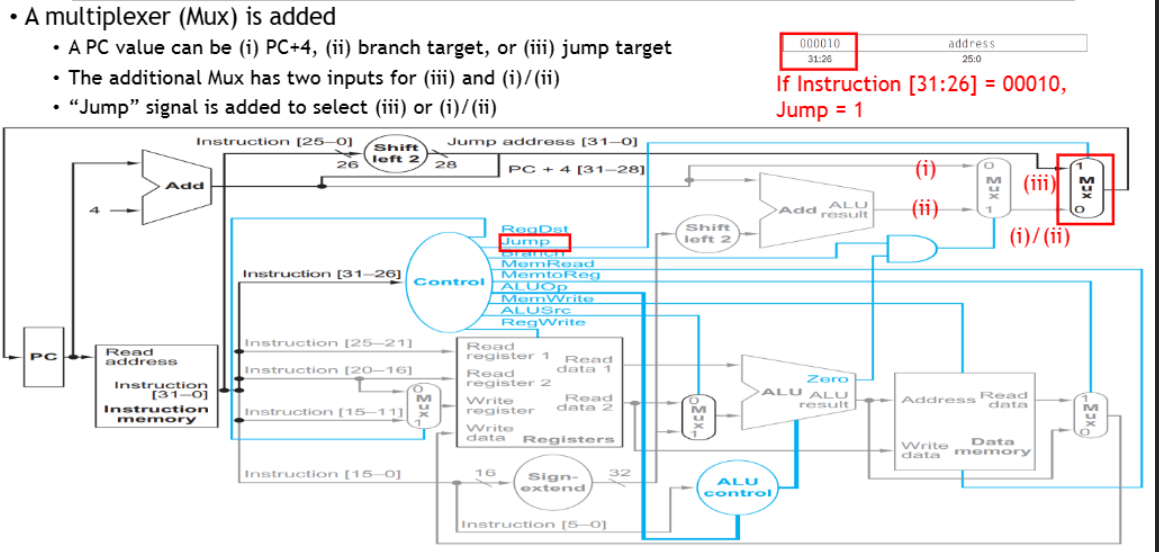 • A multiplexer (Mux) is added
• A PC value can be (i) PC+4, (ii) branch target, or (iii) jump target
• The additional Mux has two inputs for (iii) and (i)/(ii)
• “Jump” signal is added to select (iii) or (i)/(ii)
000010 address
31:26 25:0
If Instruction [31:26] = 00010,
Jump = 1
Instruction [25–0]
Shift
left 2
Jump address [31–0]
26
28
PC + 4 [31–28]
Add
4
(i)
0
M
u
x
1
(iii)
1
M
u
x
0
Add ALU
result
(ii)
(i)/(ii)
Shift
left 2
RegDst
Jump
Branch
MemRead
MemtoReg
ALUOp
MemWrite
ALUSrc
RegWrite
Instruction [31–26]
Control
PC
Read
address
Instruction
[31–0]
Instruction
memory
Instruction [25–21]
Instruction [20–16]
Instruction [15–11]
Instruction [15–0]
0
M
u
x
1
Read
register 1
Read
data 1
Read
register 2
Write
register
Read
data 2
Write
data
Registers
0
M
u
x
1
Zero
ALU ALU
result
Address
Read
data
Write
data
Data
memory
1
M
u
x
0
16
Sign-
extend
32
ALU
control
Instruction [5–0]